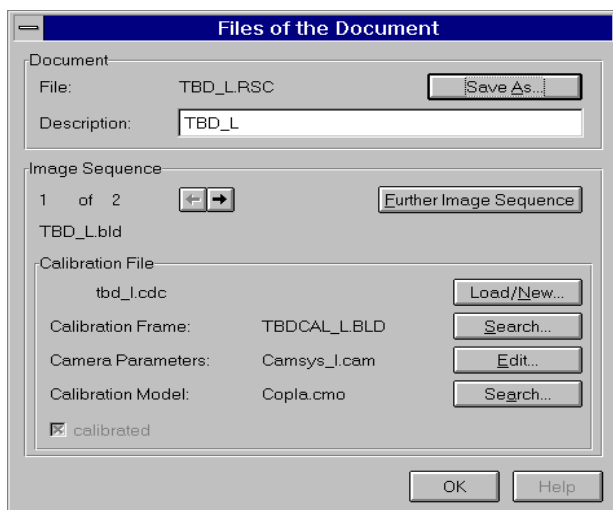 Files of the Document
Document
File: TBD_L.RSC Save As...
Description: TBD_L
Image Sequence
1 of 2 Further Image Sequence
TBD_L.bld
Calibration File
tbd_l.cdc Load/New...
Calibration Frame: TBDCAL_L.BLD Search...
Camera Parameters: Camsys_l.cam Edit...
Calibration Model: Copla.cmo Search...
calibrated
OK Help